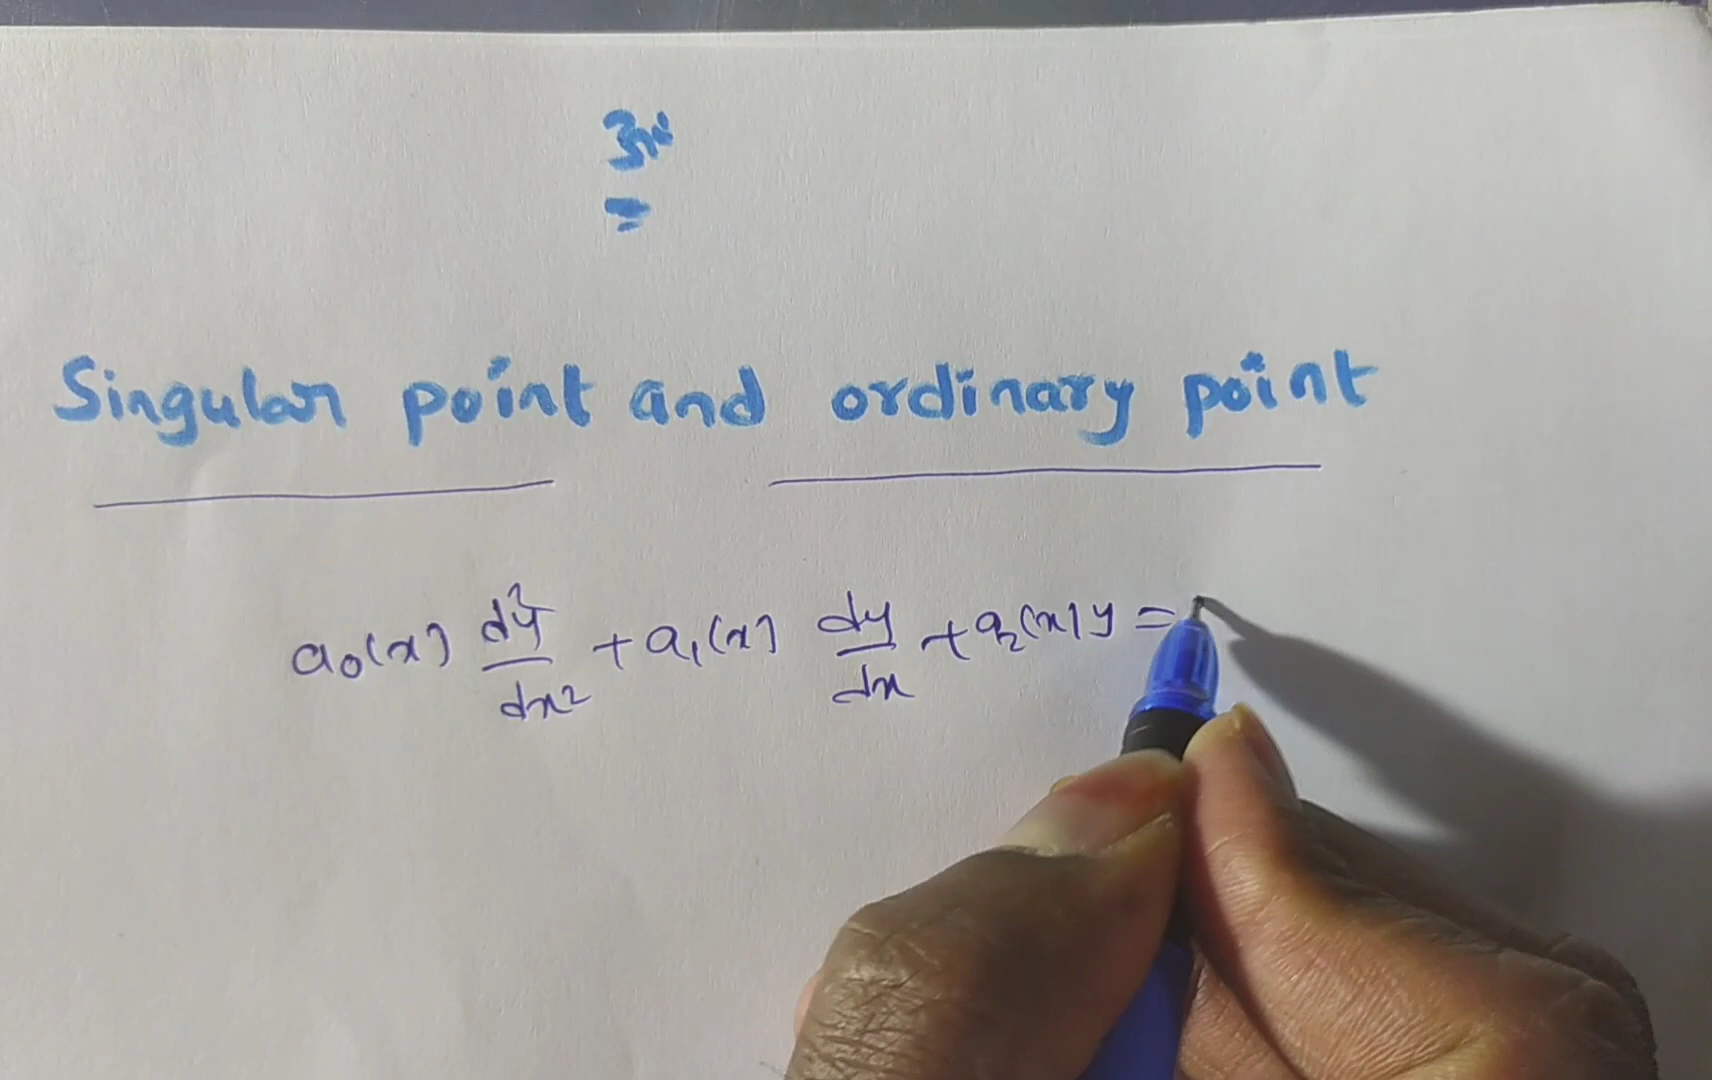 Singular point and ordinary point
a₀(x) d²y/dx² + a₁(x) dy/dx + a₂(x) y =